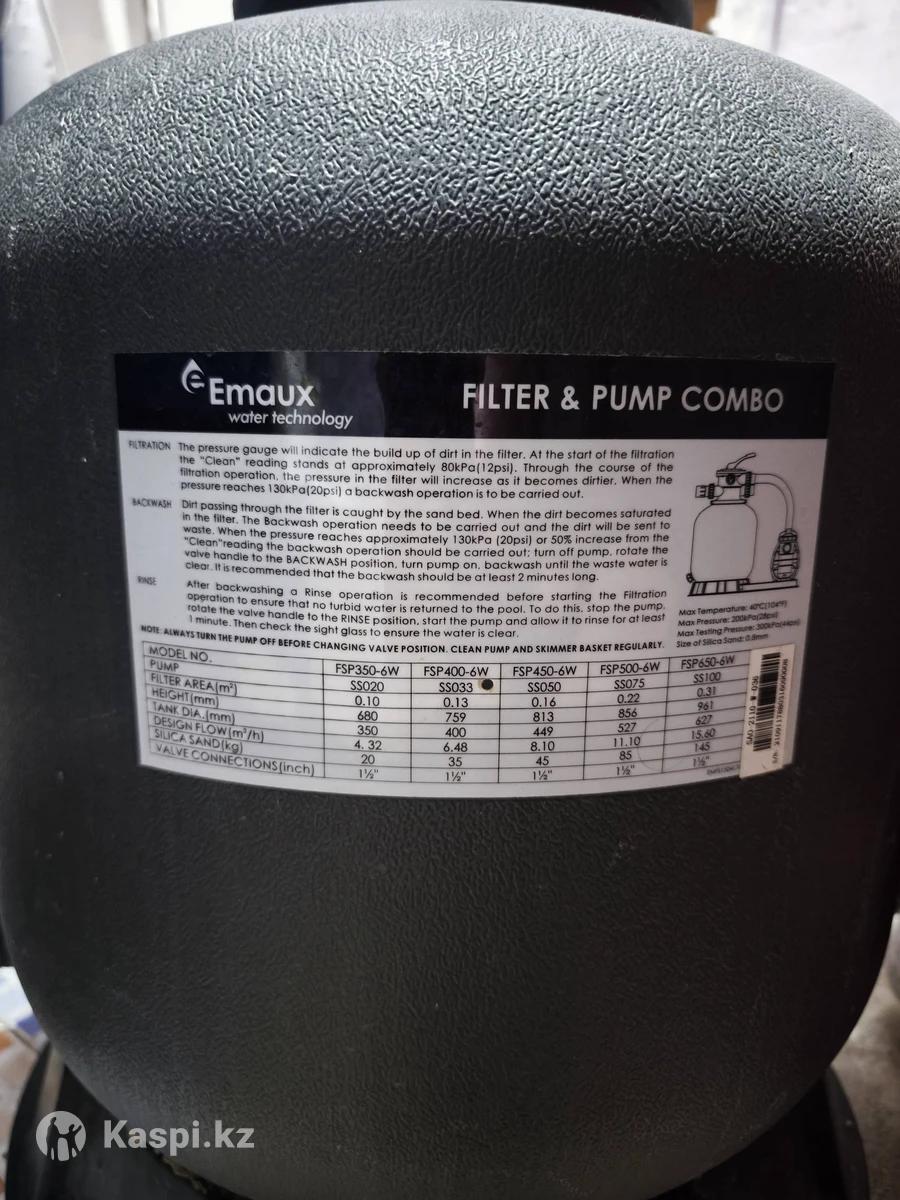 Emaux
water technology
FILTER & PUMP COMBO
FILTRATION The pressure gauge will indicate the build up of dirt in the filter. At the start of the filtration
the "Clean" reading stands at approximately 80kPa(12psi). Through the course of the
filtration operation, the pressure in the filter will increase as it becomes dirtier. When the
pressure reaches 130kPa(20psi) a backwash operation is to be carried out.
BACKWASH Dirt passing through the filter is caught by the sand bed. When the dirt becomes saturated
in the filter. The Backwash operation needs to be carried out and the dirt will be sent to
waste. When the pressure reaches approximately 130kPa (20psi) or 50% increase from the
"Clean"reading the backwash operation should be carried out; turn off pump, rotate the
valve handle to the BACKWASH position, turn pump on, backwash until the waste water is
clear. It is recommended that the backwash should be at least 2 minutes long.
RINSE After backwashing a Rinse operation is recommended before starting the Filtration
operation to ensure that no turbid water is returned to the pool. To do this, stop the pump,
rotate the valve handle to the RINSE position, start the pump and allow it to rinse for at least
1 minute. Then check the sight glass to ensure the water is clear.
NOTE: ALWAYS TURN THE PUMP OFF BEFORE CHANGING VALVE POSITION. CLEAN PUMP AND SKIMMER BASKET REGULARLY.
Max Temperature: 40°C(104°F)
Max Pressure: 200kPa(28psi)
Max Testing Pressure: 300kPa(44psi)
Size of Silica Sand: 0.8mm
MODEL NO. FSP350-6W FSP400-6W FSP450-6W FSP500-6W FSP650-6W
PUMP SS020 SS033 SS050 SS075 SS100
FILTER AREA(m²) 0.10 0.13 0.16 0.22 0.31
HEIGHT(mm) 680 759 813 856 961
TANK DIA.(mm) 350 400 449 527 627
DESIGN FLOW(m³/h) 4.32 6.48 8.10 11.10 15.60
SILICA SAND(kg) 20 35 45 85 145
VALVE CONNECTIONS(inch) 1½" 1½" 1½" 1½" 1½"
Kaspi.kz